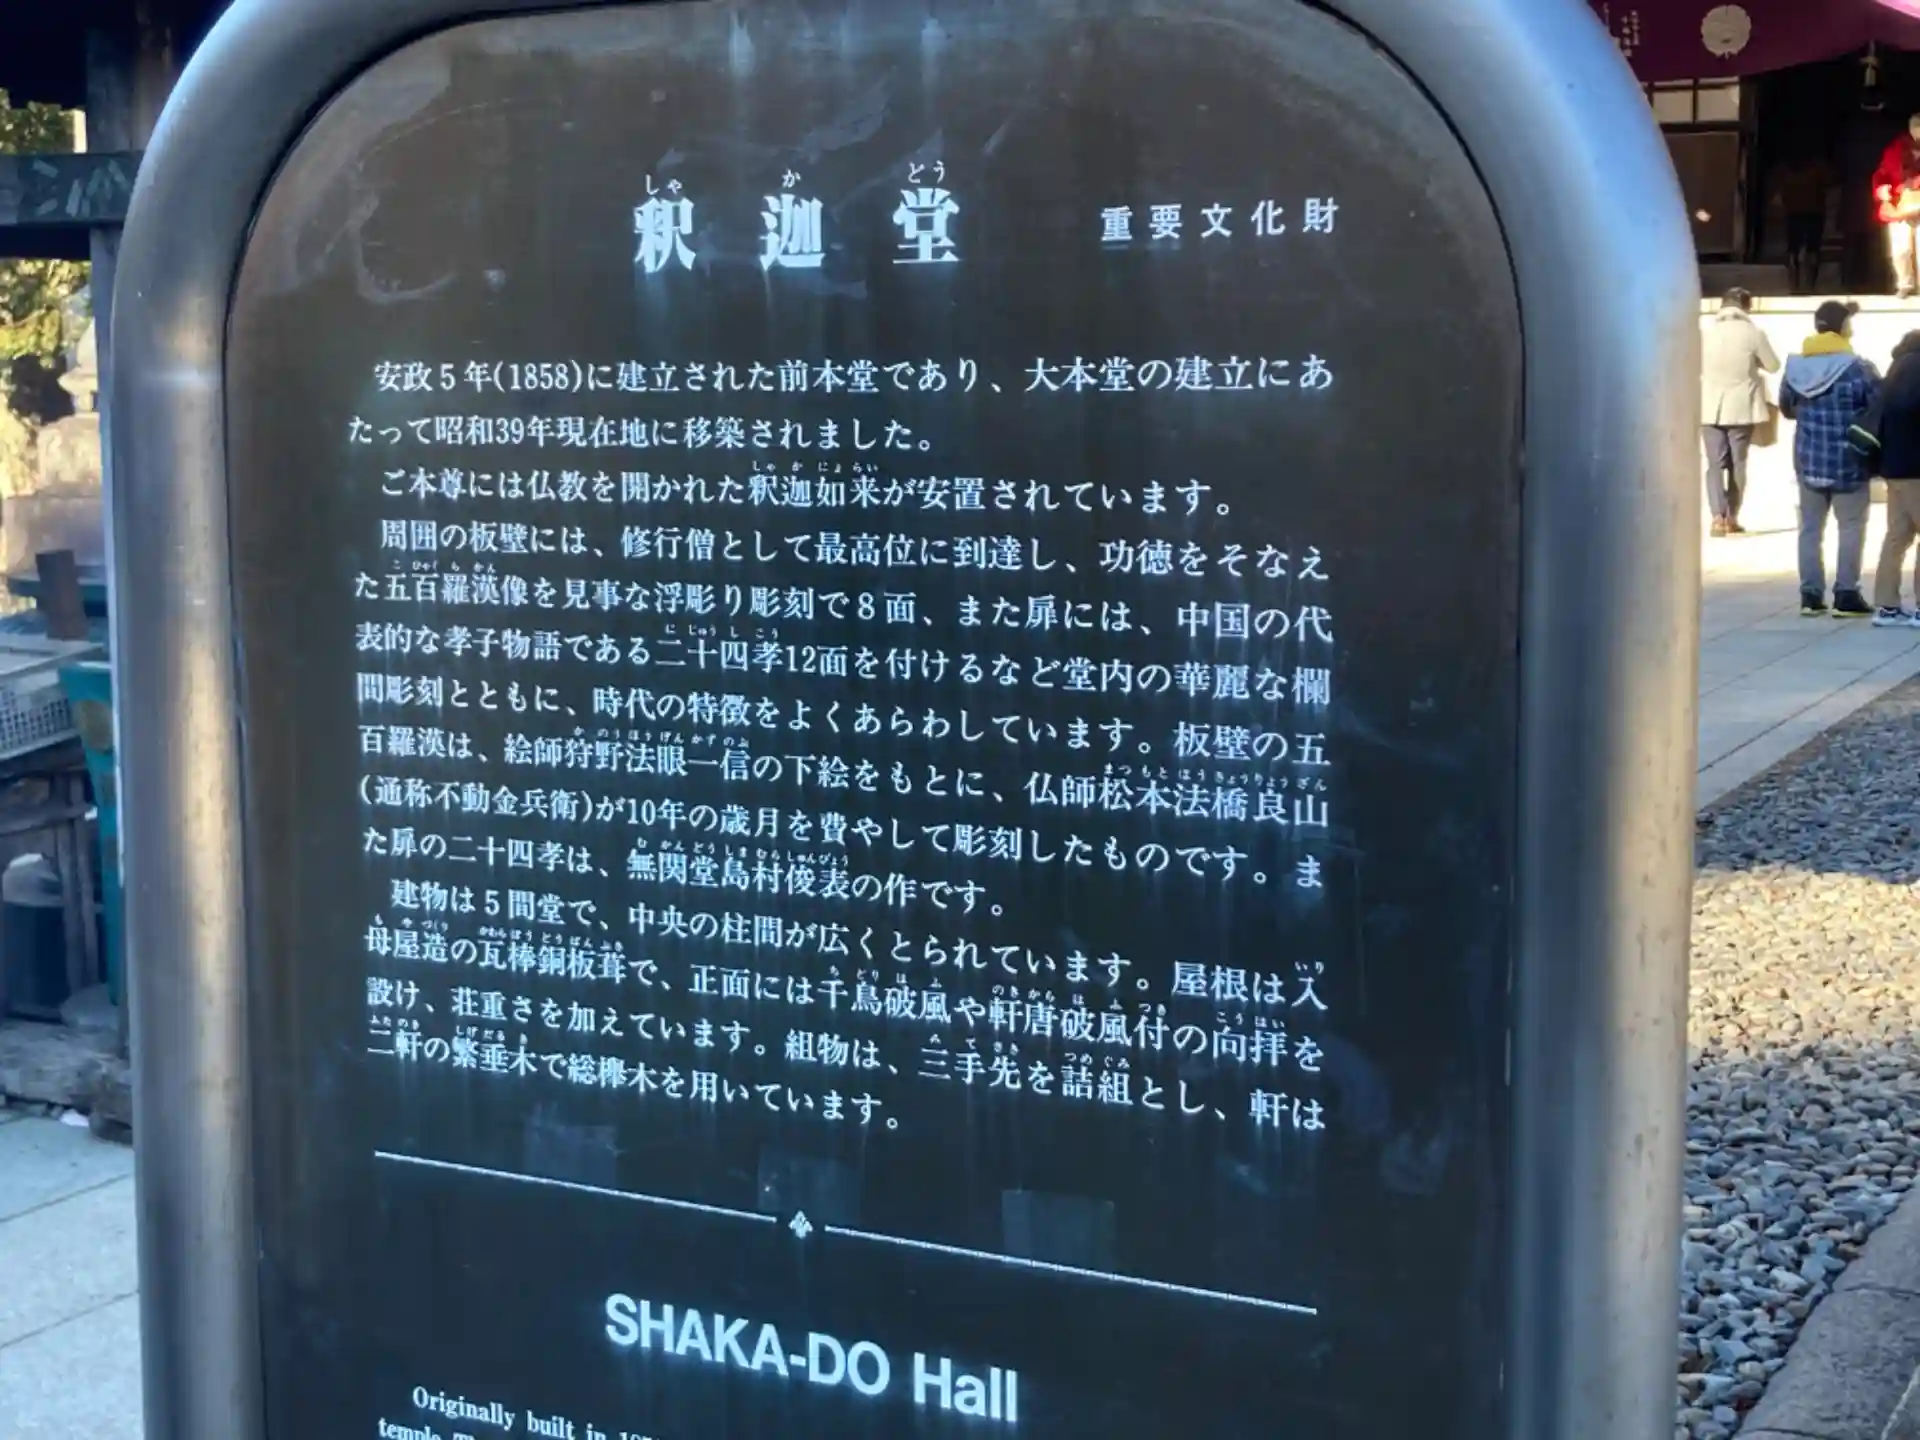 釈迦堂 重要文化財
安政5年(1858)に建立された前本堂であり、大本堂の建立にあ
たって昭和39年現在地に移築されました。
ご本尊には仏教を開かれた釈迦如来が安置されています。
周囲の板壁には、修行僧として最高位に到達し、功徳をそなえ
た五百羅漢像を見事な浮彫り彫刻で8面、また扉には、中国の代
表的な孝子物語である二十四孝12面を付けるなど堂内の華麗な欄
間彫刻とともに、時代の特徴をよくあらわしています。板壁の五
百羅漢は、絵師狩野法眼一信の下絵をもとに、仏師松本法橋良山
(通称不動金兵衛)が10年の歳月を費やして彫刻したものです。ま
た扉の二十四孝は、無関堂島村俊表の作です。
建物は5間堂で、中央の柱間が広くとられています。屋根は入
母屋造の瓦棒銅板葺で、正面には千鳥破風や軒唐破風付の向拝を
設け、荘重さを加えています。組物は、三手先を詰組とし、軒は
二軒の繁垂木で総欅木を用いています。
SHAKA-DO Hall
Originally built in
temple.